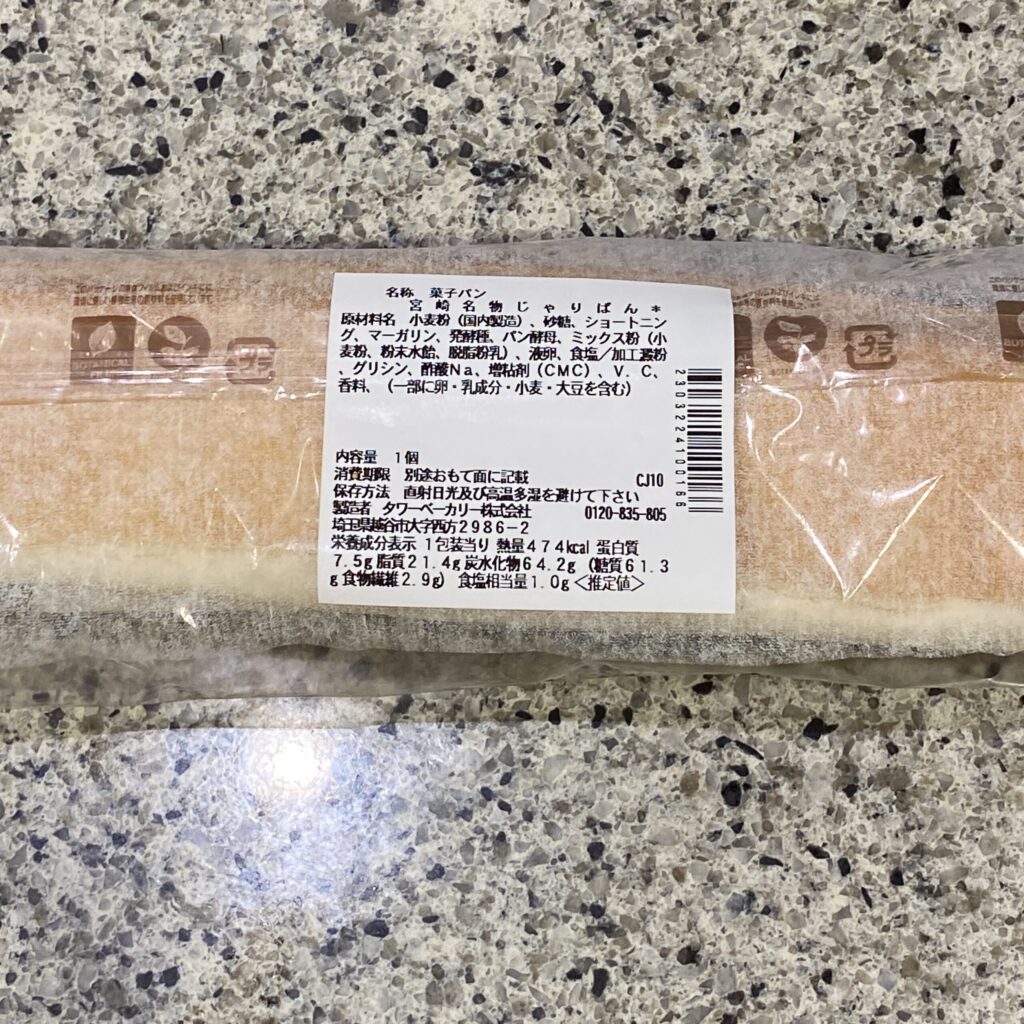 名称 菓子パン
宮崎名物じゃりぱん*
原材料名 小麦粉（国内製造）、砂糖、ショートニン
グ、マーガリン、発酵種、パン酵母、ミックス粉（小
麦粉、粉末水飴、脱脂粉乳）、液卵、食塩／加工澱粉
、グリシン、酢酸Na、増粘剤（CMC）、V.C、
香料、（一部に卵・乳成分・小麦・大豆を含む）
2303224100166
内容量 1個
消費期限 別途おもて面に記載 CJ10
保存方法 直射日光及び高温多湿を避けて下さい
製造者 タワーベーカリー株式会社 0120-835-805
埼玉県越谷市大字西方2986-2
栄養成分表示 1包装当り 熱量474kcal 蛋白質
7.5g脂質21.4g炭水化物64.2g（糖質61.3
g食物繊維2.9g） 食塩相当量1.0g<推定値>
プラ
プラ